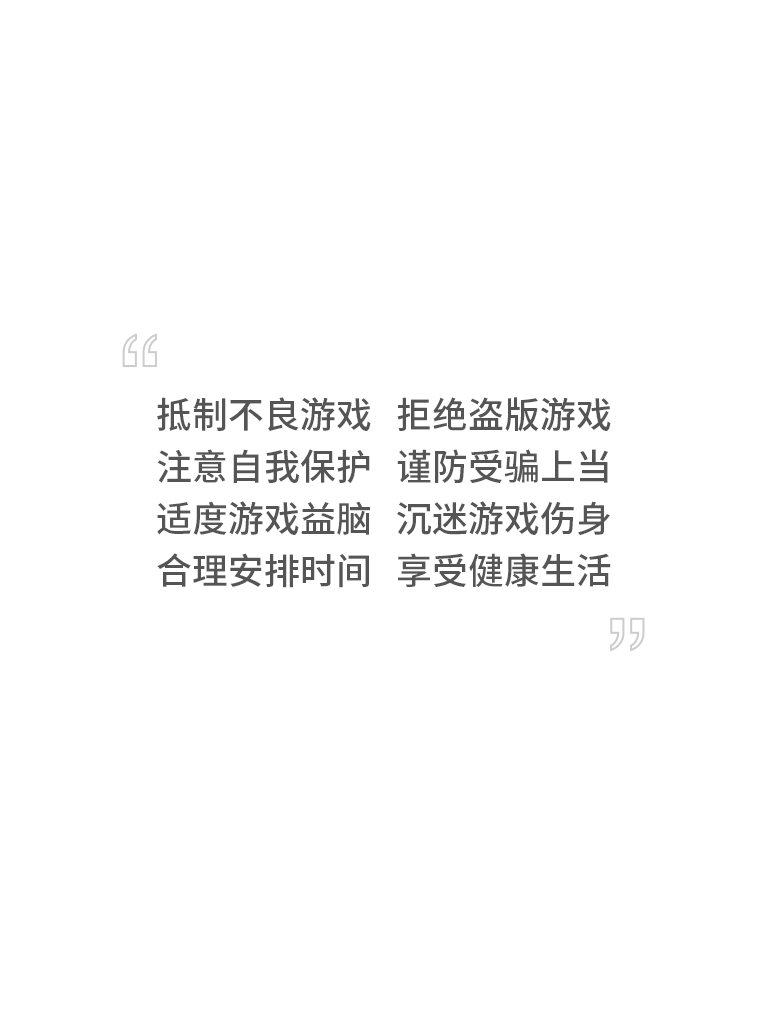 “
抵制不良游戏 拒绝盗版游戏
注意自我保护 谨防受骗上当
适度游戏益脑 沉迷游戏伤身
合理安排时间 享受健康生活
”